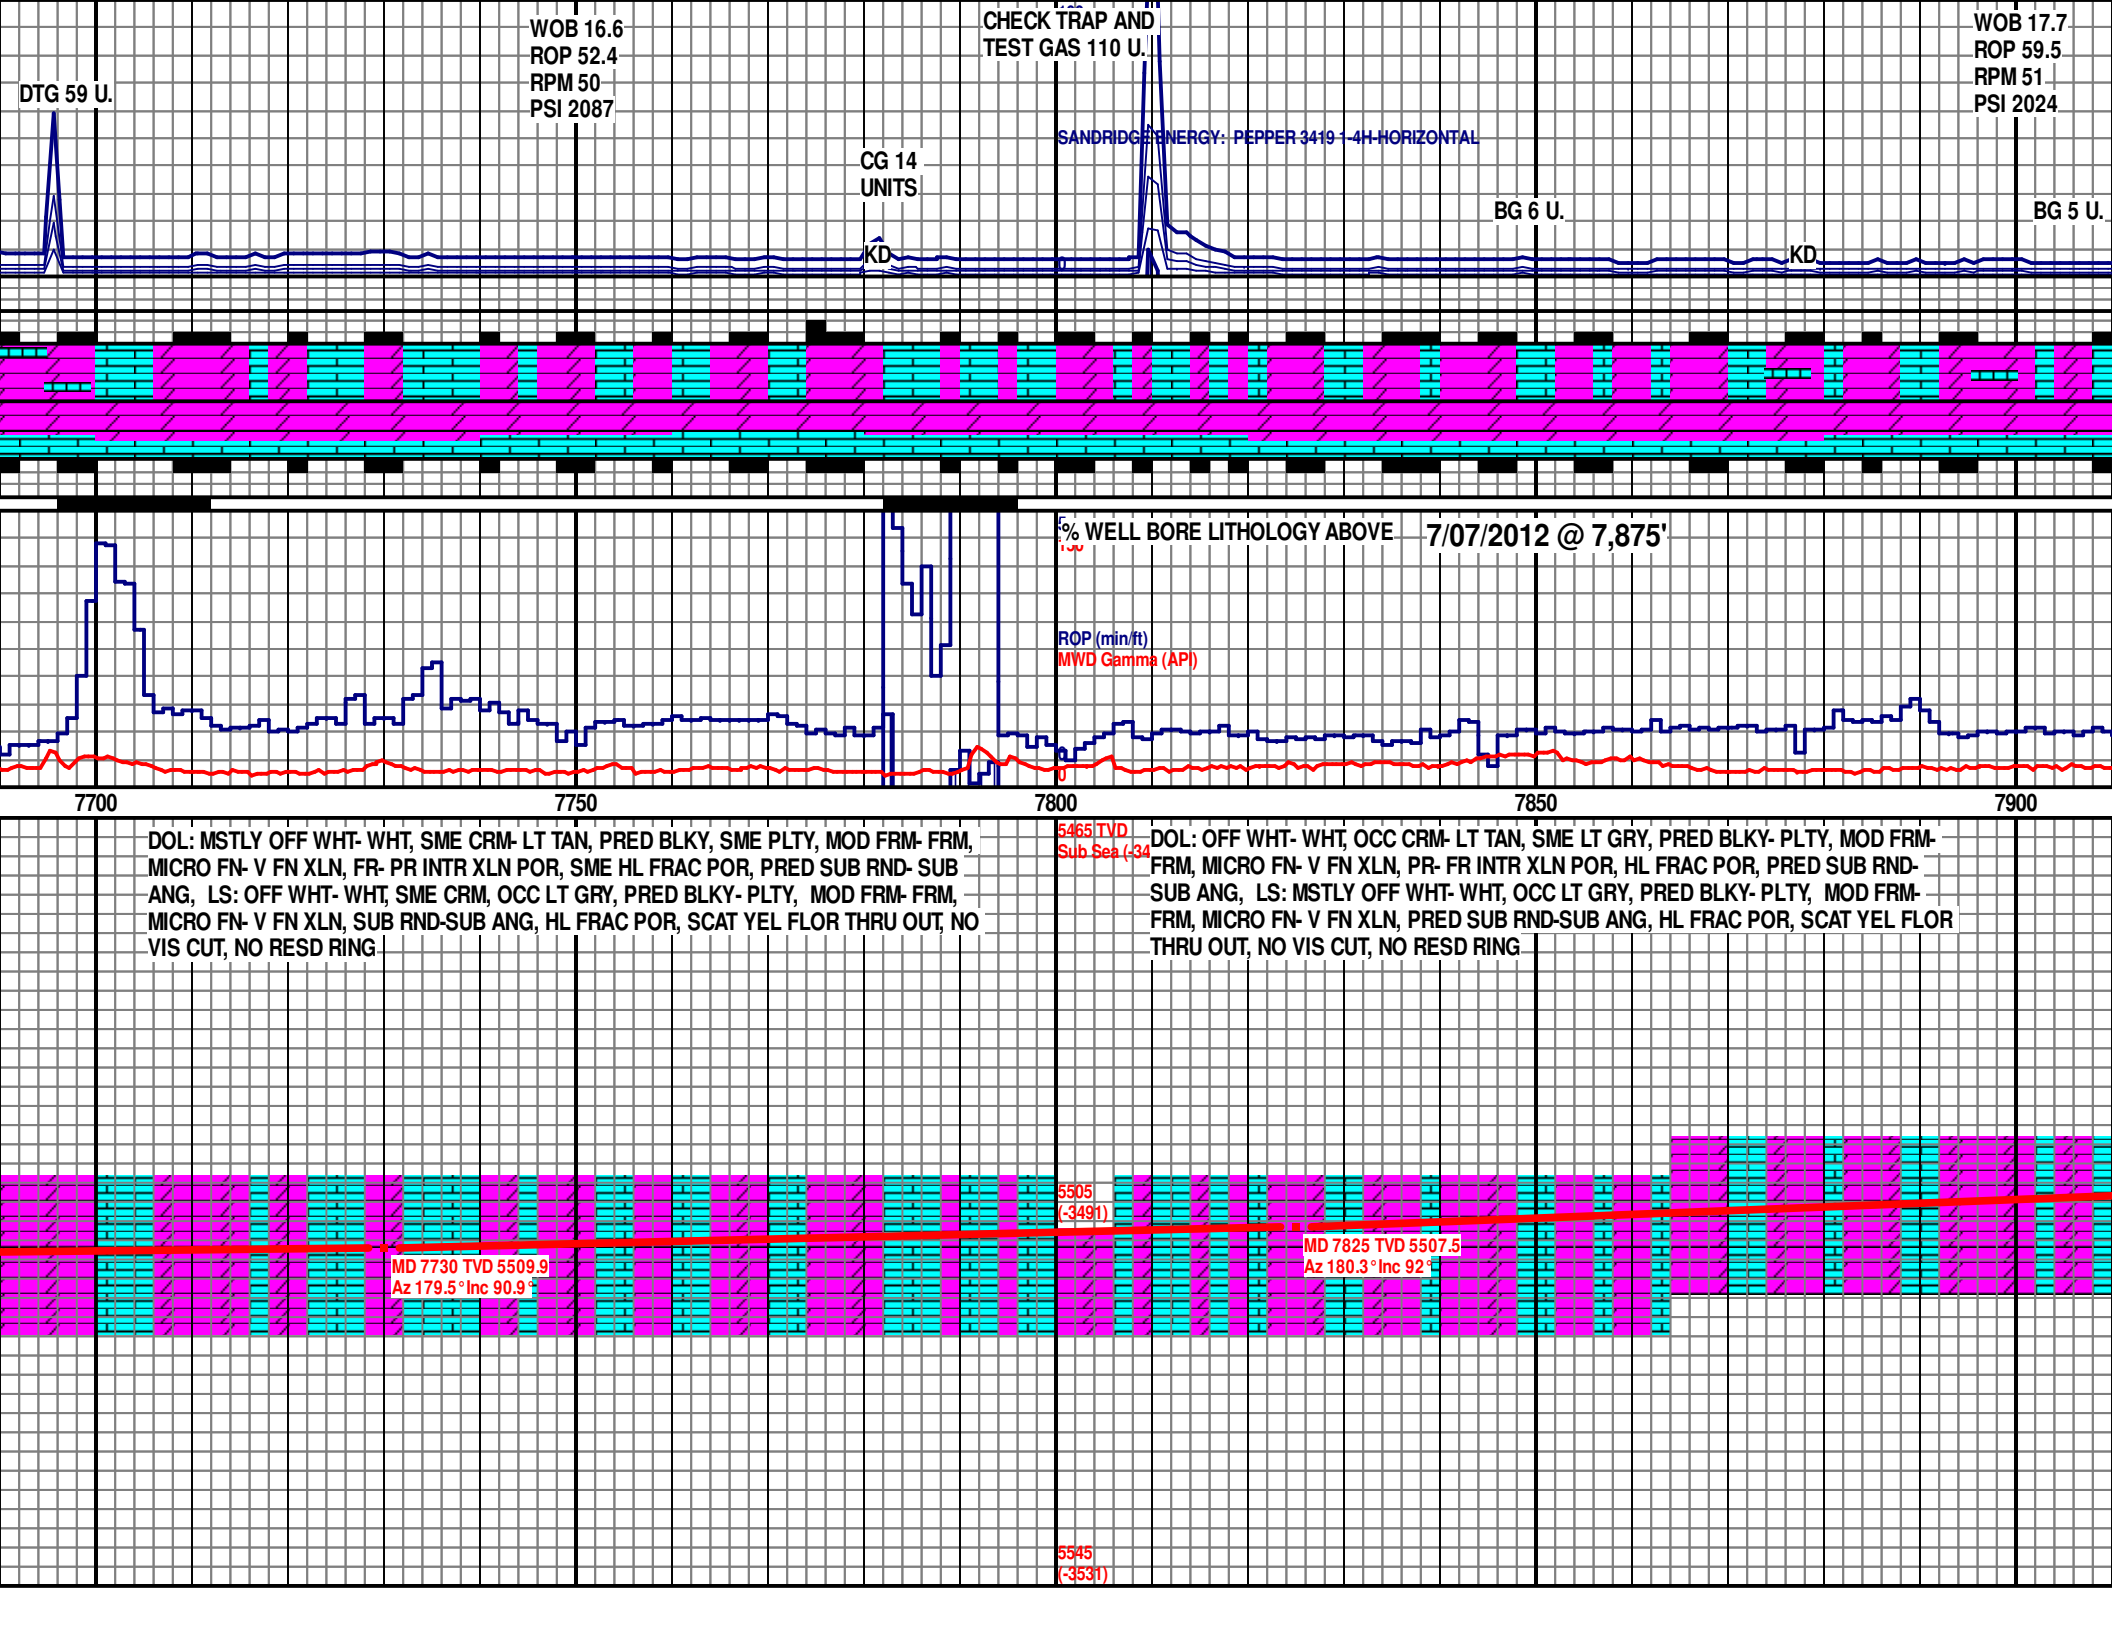 WOB 16.6
ROP 52.4
RPM 50
PSI 2087
CHECK TRAP AND
TEST GAS 110 U.
WOB 17.7
ROP 59.5
RPM 51
PSI 2024
DTG 59 U.
SANDRIDGE ENERGY: PEPPER 3419 1-4H-HORIZONTAL
CG 14
UNITS
BG 6 U.
BG 5 U.
KD
KD
0
% WELL BORE LITHOLOGY ABOVE
7/07/2012 @ 7,875'
ROP (min/ft)
MWD Gamma (API)
0
0
7700
7750
7800
7850
7900
DOL: MSTLY OFF WHT- WHT, SME CRM- LT TAN, PRED BLKY, SME PLTY, MOD FRM- FRM,
MICRO FN- V FN XLN, FR- PR INTR XLN POR, SME HL FRAC POR, PRED SUB RND- SUB
ANG, LS: OFF WHT- WHT, SME CRM, OCC LT GRY, PRED BLKY- PLTY, MOD FRM- FRM,
MICRO FN- V FN XLN, SUB RND-SUB ANG, HL FRAC POR, SCAT YEL FLOR THRU OUT, NO
VIS CUT, NO RESD RING
5465 TVD
Sub Sea (-34
DOL: OFF WHT- WHT, OCC CRM- LT TAN, SME LT GRY, PRED BLKY- PLTY, MOD FRM-
FRM, MICRO FN- V FN XLN, PR- FR INTR XLN POR, HL FRAC POR, PRED SUB RND-
SUB ANG, LS: MSTLY OFF WHT- WHT, OCC LT GRY, PRED BLKY- PLTY, MOD FRM-
FRM, MICRO FN- V FN XLN, PRED SUB RND-SUB ANG, HL FRAC POR, SCAT YEL FLOR
THRU OUT, NO VIS CUT, NO RESD RING
5505
(-3491)
MD 7730 TVD 5509.9
Az 179.5° Inc 90.9°
MD 7825 TVD 5507.5
Az 180.3° Inc 92°
5545
(-3531)